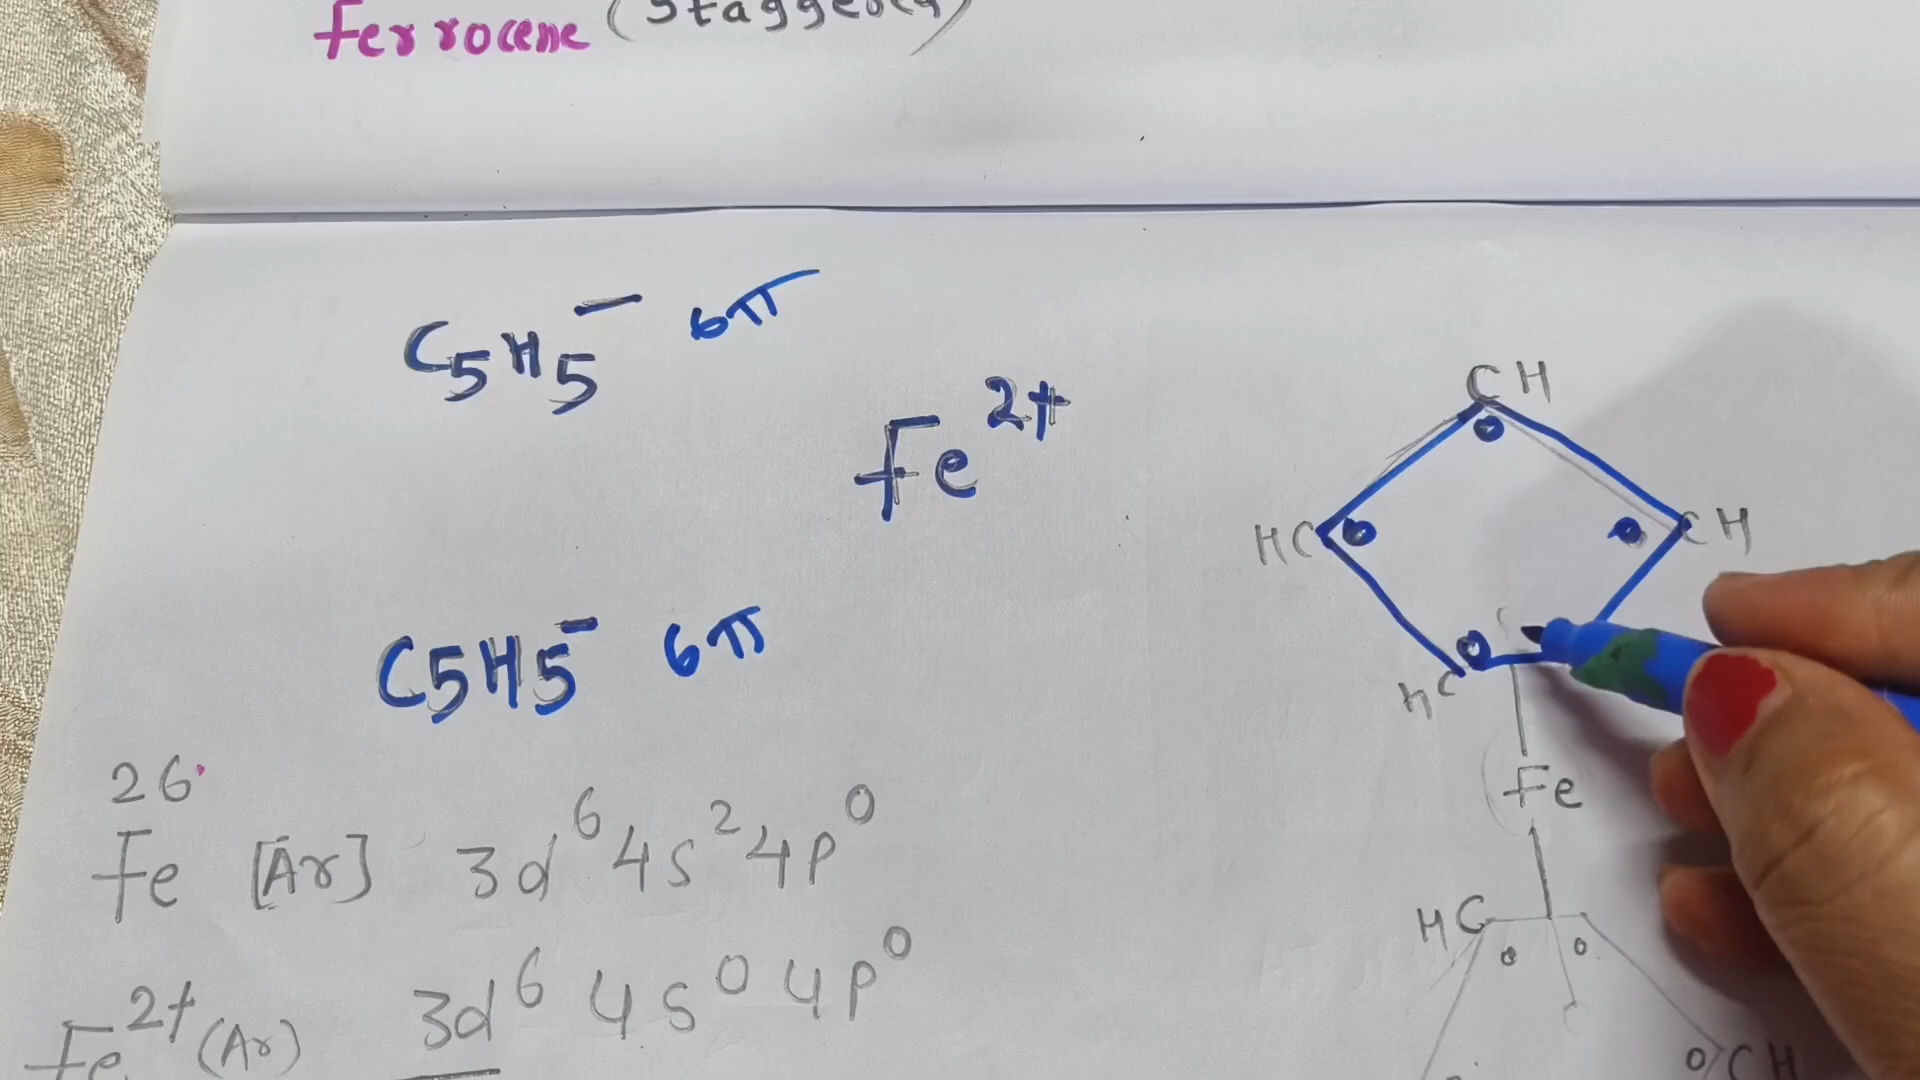 Ferrocene (Staggered)
C5H5⁻ 6π
Fe²⁺
C5H5⁻ 6π
26
Fe [Ar] 3d⁶ 4s² 4p⁰
Fe²⁺ (Ar) 3d⁶ 4s⁰ 4p⁰
CH
HC CH
HC
Fe
HC
C
CH